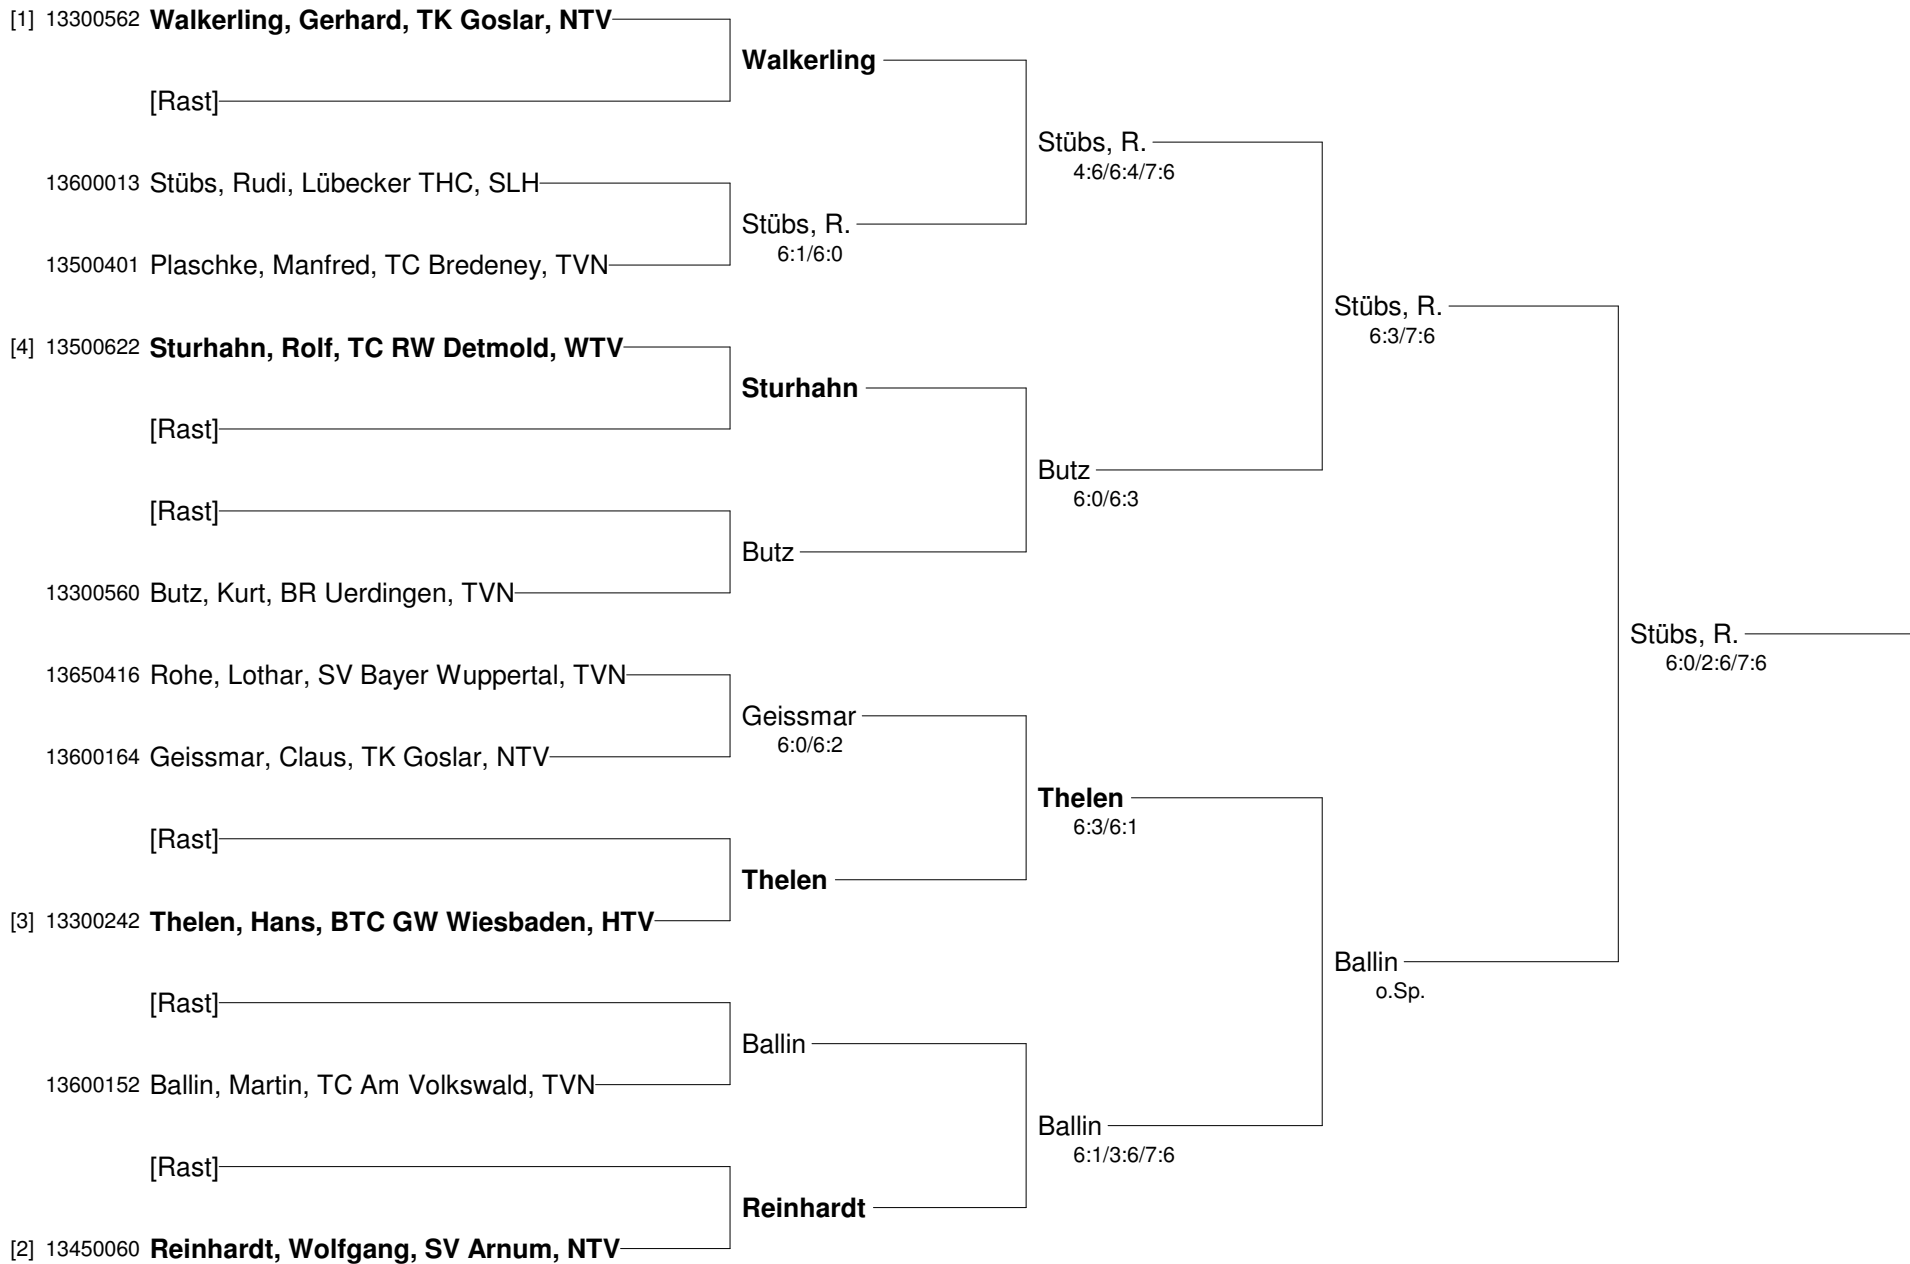 [1] 13300562 Walkerling, Gerhard, TK Goslar, NTV
Walkerling
[Rast]
Stübs, R.
4:6/6:4/7:6
13600013 Stübs, Rudi, Lübecker THC, SLH
Stübs, R.
6:1/6:0
13500401 Plaschke, Manfred, TC Bredeney, TVN
Stübs, R.
6:3/7:6
[4] 13500622 Sturhahn, Rolf, TC RW Detmold, WTV
Sturhahn
[Rast]
Butz
6:0/6:3
[Rast]
Butz
13300560 Butz, Kurt, BR Uerdingen, TVN
Stübs, R.
6:0/2:6/7:6
13650416 Rohe, Lothar, SV Bayer Wuppertal, TVN
Geissmar
6:0/6:2
13600164 Geissmar, Claus, TK Goslar, NTV
Thelen
6:3/6:1
[Rast]
Thelen
[3] 13300242 Thelen, Hans, BTC GW Wiesbaden, HTV
Ballin
o.Sp.
[Rast]
Ballin
13600152 Ballin, Martin, TC Am Volkswald, TVN
Ballin
6:1/3:6/7:6
[Rast]
Reinhardt
[2] 13450060 Reinhardt, Wolfgang, SV Arnum, NTV